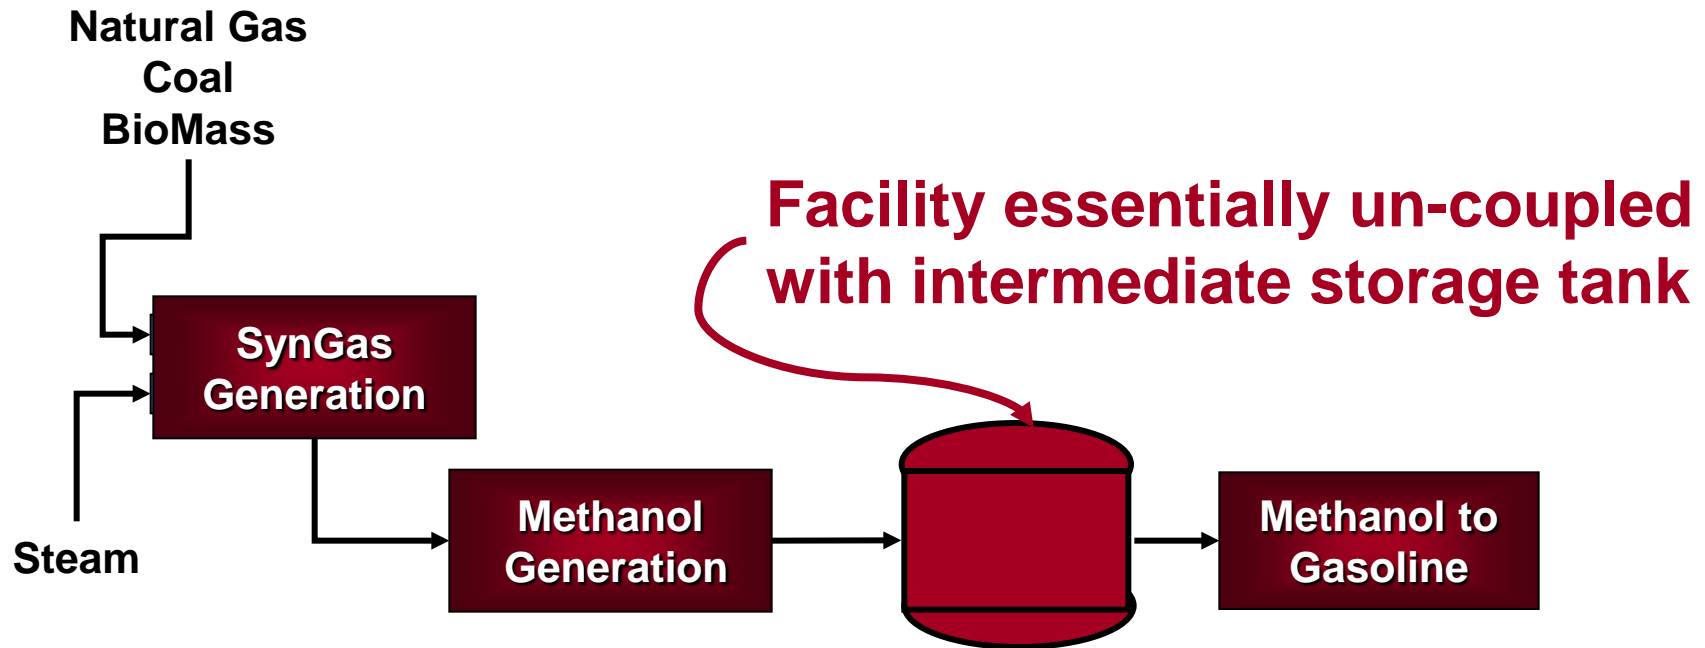 Natural Gas
Coal
BioMass
Facility essentially un-coupled
with intermediate storage tank
SynGas
Generation
Steam
Methanol
Generation
Methanol to
Gasoline